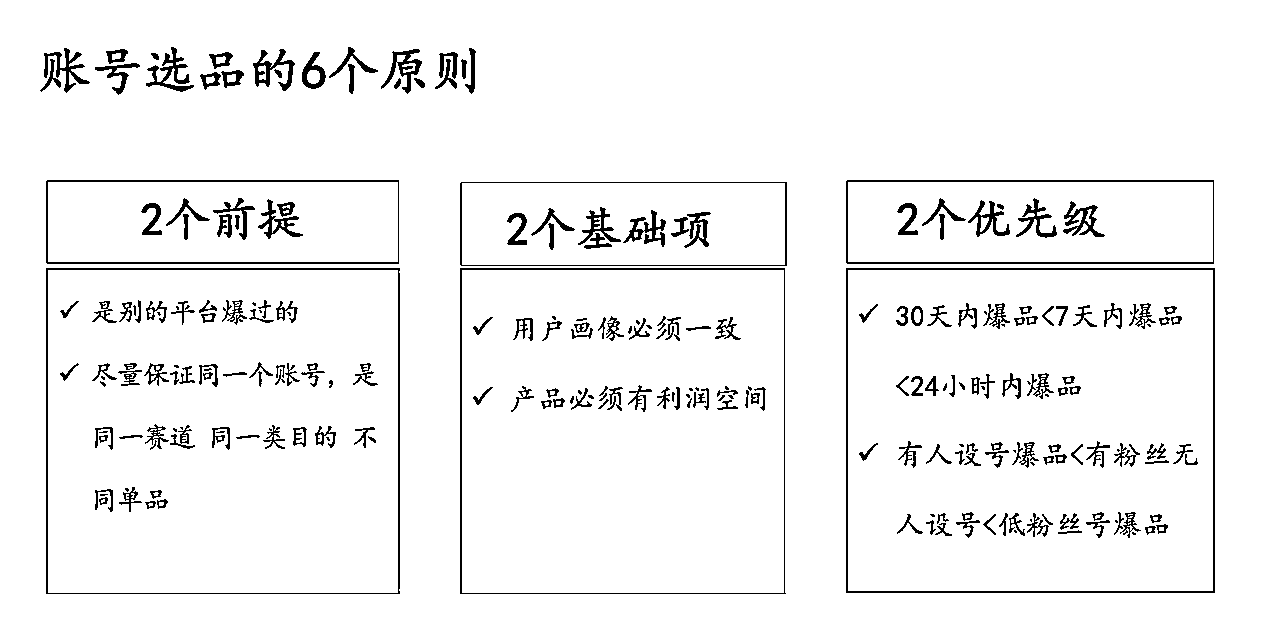 账号选品的6个原则
2个前提
是别的平台爆过的
尽量保证同一个账号，是
同一赛道 同一类目的 不
同单品
2个基础项
用户画像必须一致
产品必须有利润空间
2个优先级
30天内爆品<7天内爆品
<24小时内爆品
有人设号爆品<有粉丝无
人设号<低粉丝号爆品